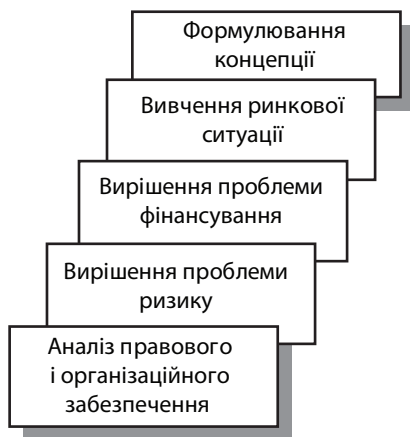 Формулювання
концепції
Вивчення ринкової
ситуації
Вирішення проблеми
фінансування
Вирішення проблеми
ризику
Аналіз правового
і організаційного
забезпечення